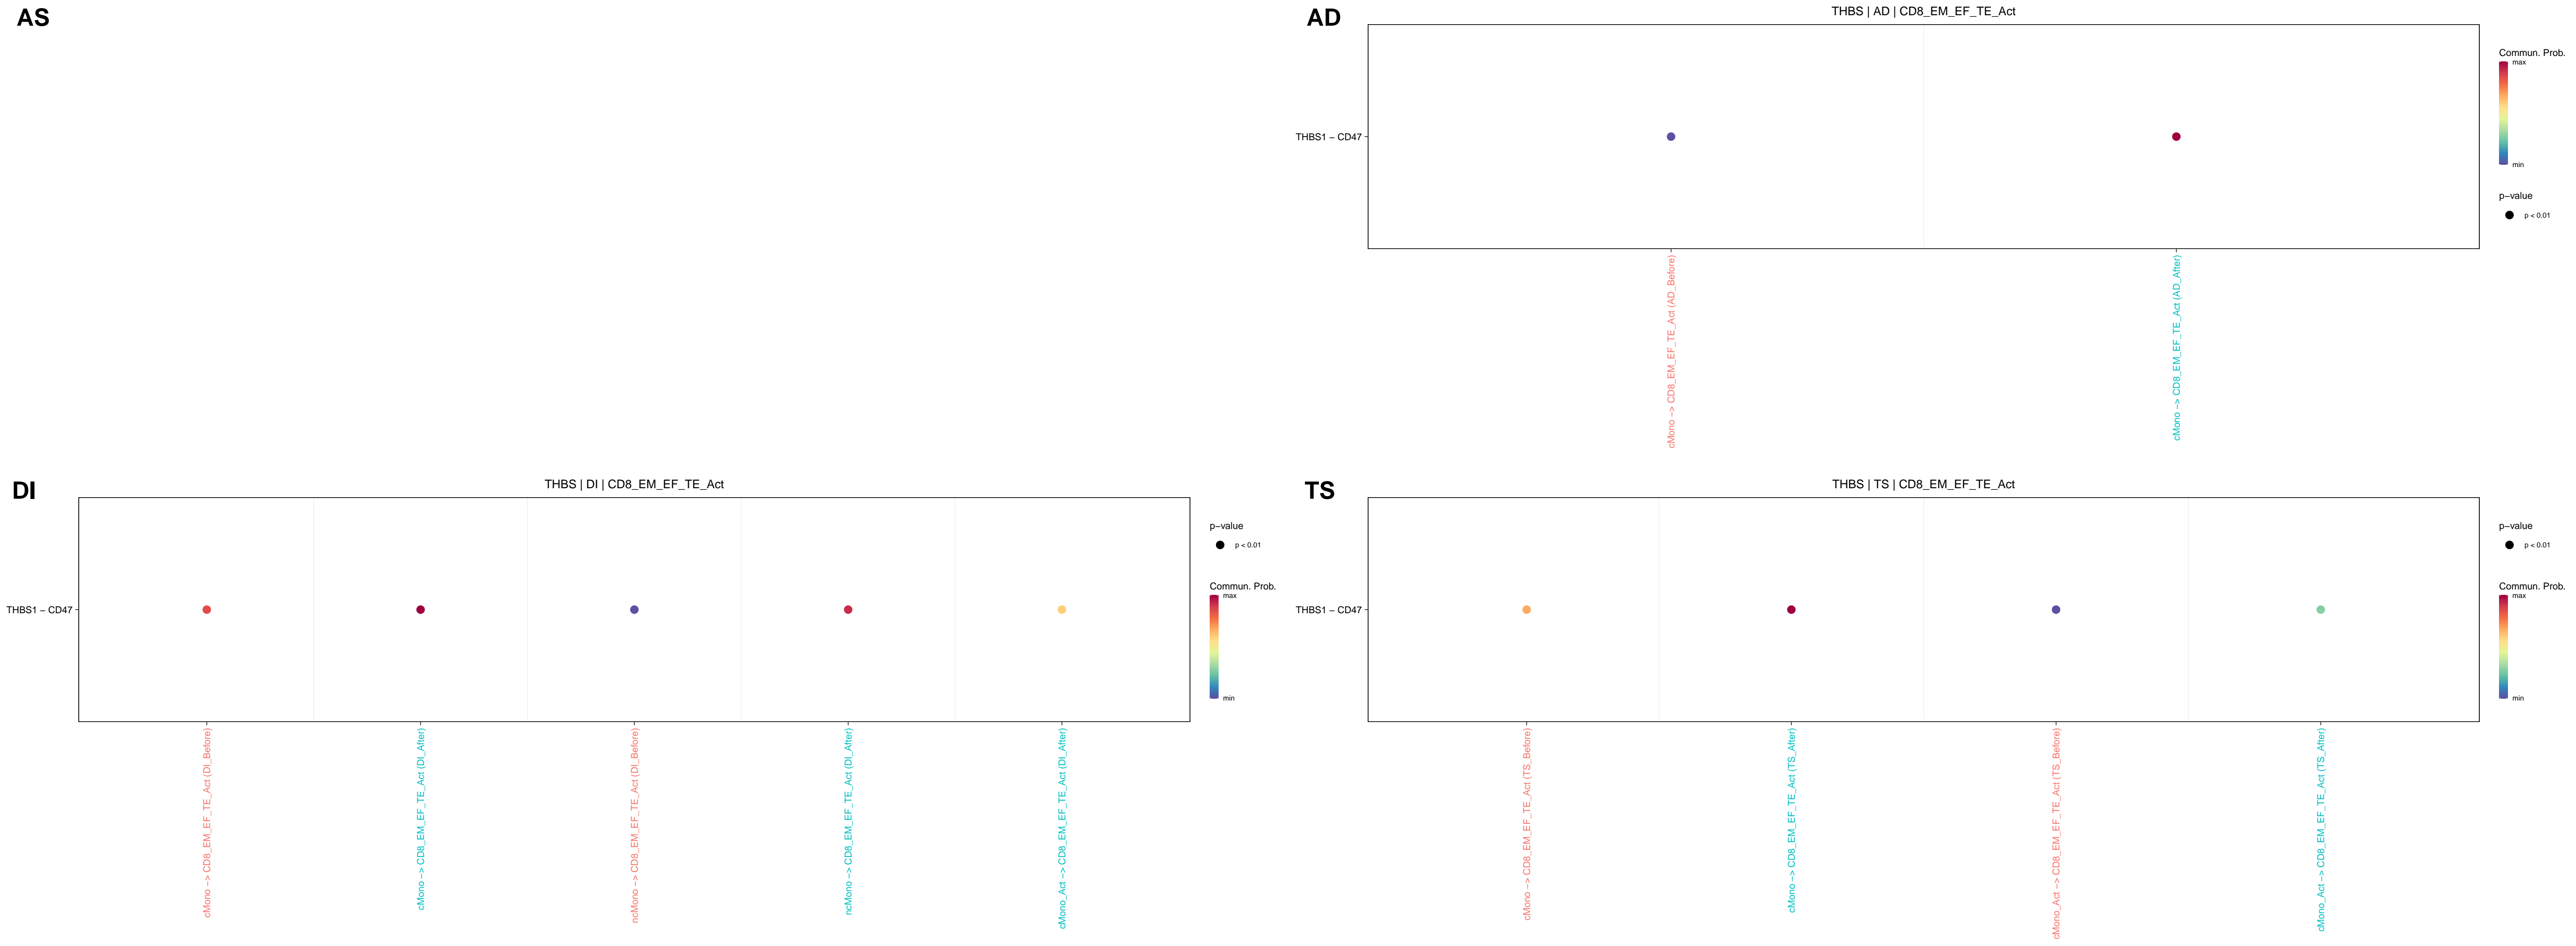 AS
AD
THBS | AD | CD8_EM_EF_TE_Act
THBS1 − CD47
cMono −> CD8_EM_EF_TE_Act (AD_Before)
cMono −> CD8_EM_EF_TE_Act (AD_After)
Commun. Prob.
max
min
p−value
p < 0.01
DI
THBS | DI | CD8_EM_EF_TE_Act
THBS1 − CD47
cMono −> CD8_EM_EF_TE_Act (DI_Before)
cMono −> CD8_EM_EF_TE_Act (DI_After)
ncMono −> CD8_EM_EF_TE_Act (DI_Before)
ncMono −> CD8_EM_EF_TE_Act (DI_After)
cMono_Act −> CD8_EM_EF_TE_Act (DI_After)
p−value
p < 0.01
Commun. Prob.
max
min
TS
THBS | TS | CD8_EM_EF_TE_Act
THBS1 − CD47
cMono −> CD8_EM_EF_TE_Act (TS_Before)
cMono −> CD8_EM_EF_TE_Act (TS_After)
cMono_Act −> CD8_EM_EF_TE_Act (TS_Before)
cMono_Act −> CD8_EM_EF_TE_Act (TS_After)
p−value
p < 0.01
Commun. Prob.
max
min